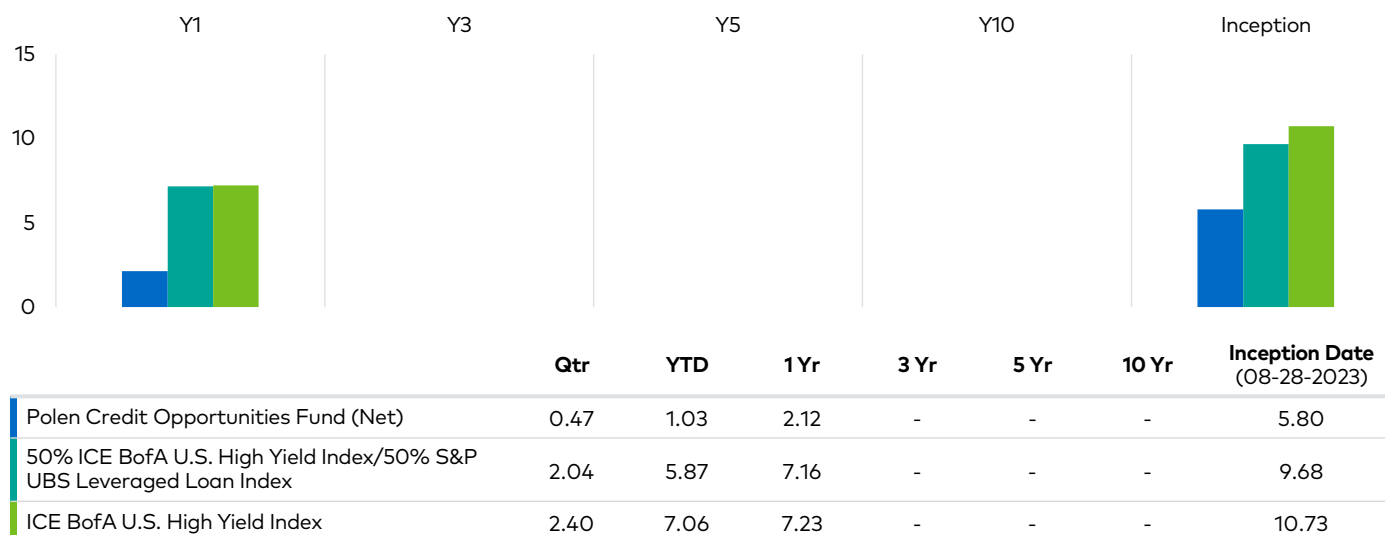 Y1 Y3 Y5 Y10 Inception
15
10
5
0
Qtr YTD 1 Yr 3 Yr 5 Yr 10 Yr Inception Date
(08-28-2023)
Polen Credit Opportunities Fund (Net) 0.47 1.03 2.12 - - - 5.80
50% ICE BofA U.S. High Yield Index/50% S&P
UBS Leveraged Loan Index 2.04 5.87 7.16 - - - 9.68
ICE BofA U.S. High Yield Index 2.40 7.06 7.23 - - - 10.73